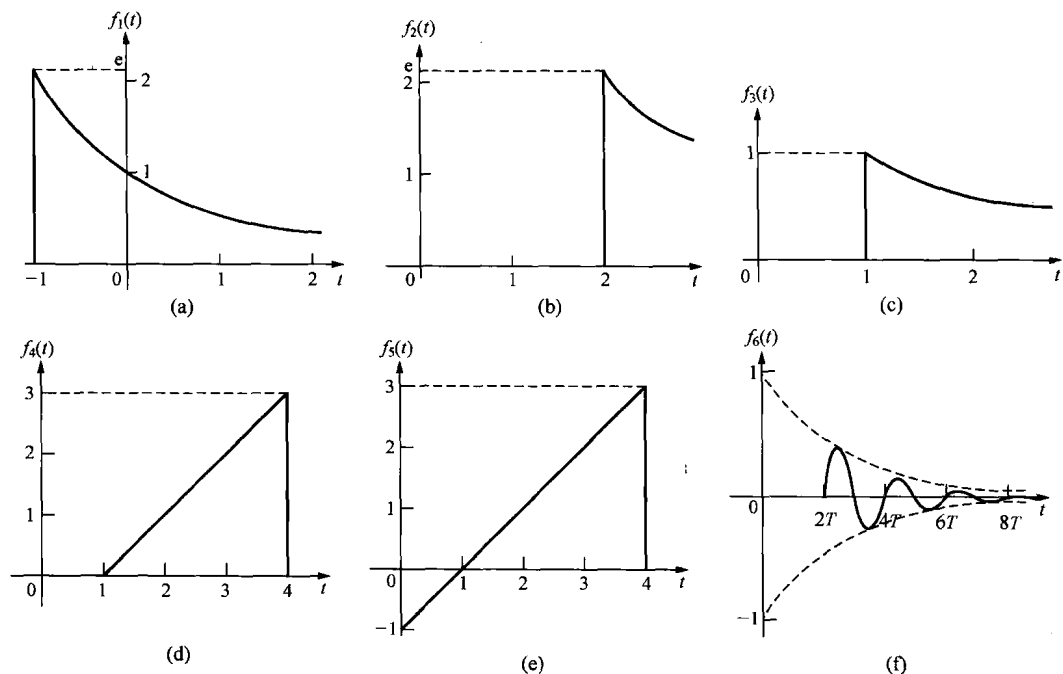 f₁(t)
e
2
1
−1 0 1 2 t
(a)
f₂(t)
e
2
1
0 1 2 t
(b)
f₃(t)
1
0 1 2 t
(c)
f₄(t)
3
2
1
0 1 2 3 4 t
(d)
f₅(t)
3
2
1
0 1 2 3 4 t
−1
(e)
f₆(t)
1
0 2T 4T 6T 8T t
−1
(f)